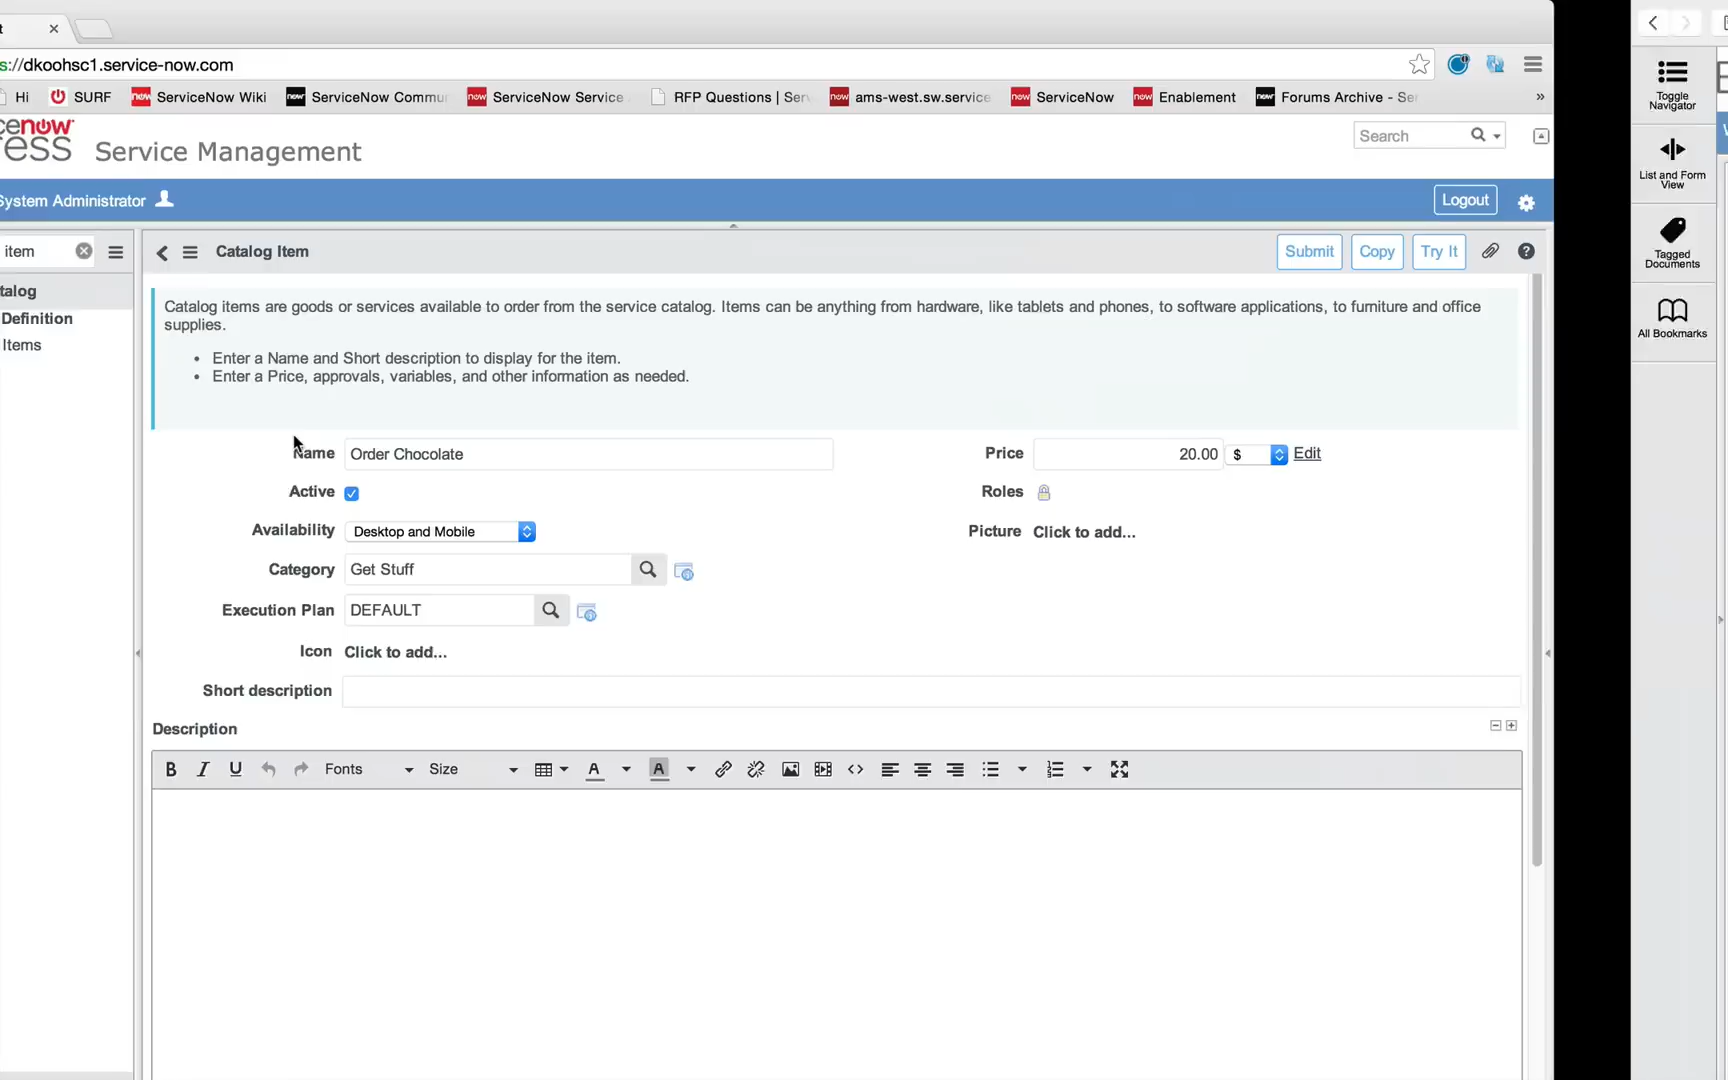 s://dkoohsc1.service-now.com
Hi SURF ServiceNow Wiki ServiceNow Commu ServiceNow Service RFP Questions | Ser ams-west.sw.service ServiceNow Enablement Forums Archive - Se »
cenow
ress Service Management
Search
System Administrator
Logout
item
Catalog Item
Submit Copy Try It
talog
Definition
Items
Catalog items are goods or services available to order from the service catalog. Items can be anything from hardware, like tablets and phones, to software applications, to furniture and office
supplies.
• Enter a Name and Short description to display for the item.
• Enter a Price, approvals, variables, and other information as needed.
Name Order Chocolate
Price 20.00 $ Edit
Active
Roles
Availability Desktop and Mobile
Picture Click to add...
Category Get Stuff
Execution Plan DEFAULT
Icon Click to add...
Short description
Description
B I U Fonts Size A A
Toggle
Navigator
List and Form
View
Tagged
Documents
All Bookmarks